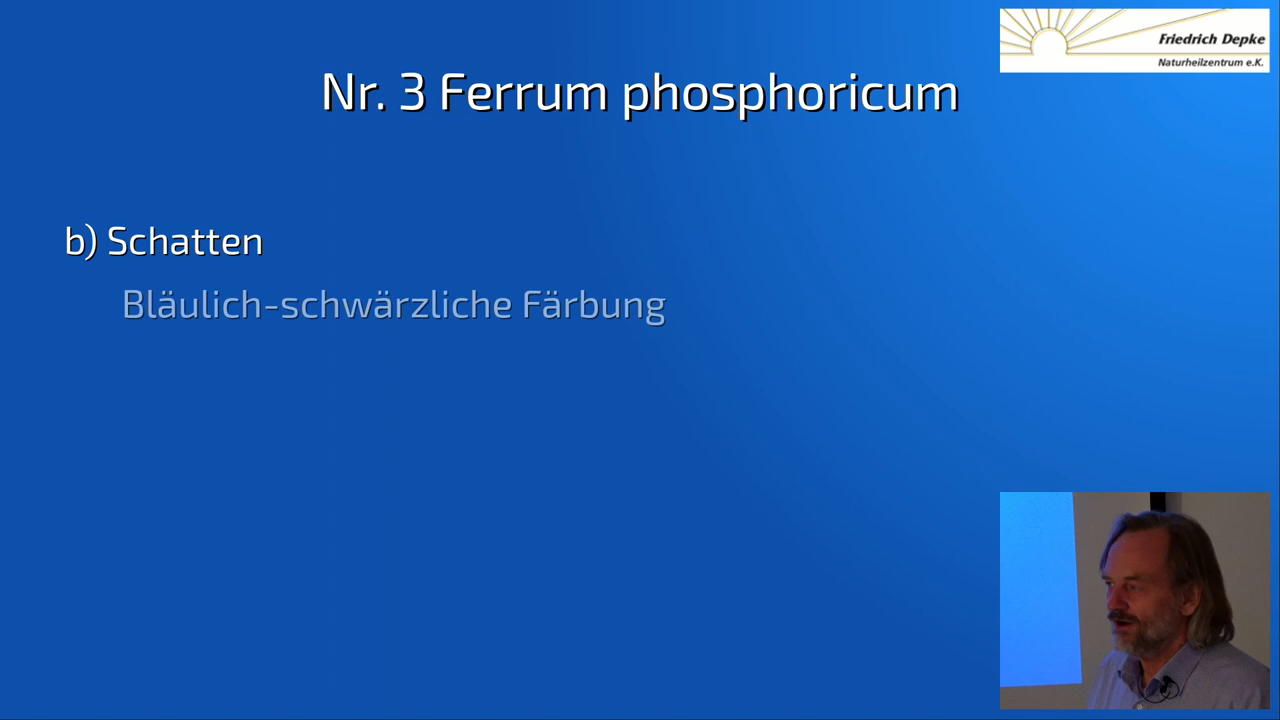 Friedrich Depke
Naturheilzentrum e.K.
Nr. 3 Ferrum phosphoricum
b) Schatten
Bläulich-schwärzliche Färbung